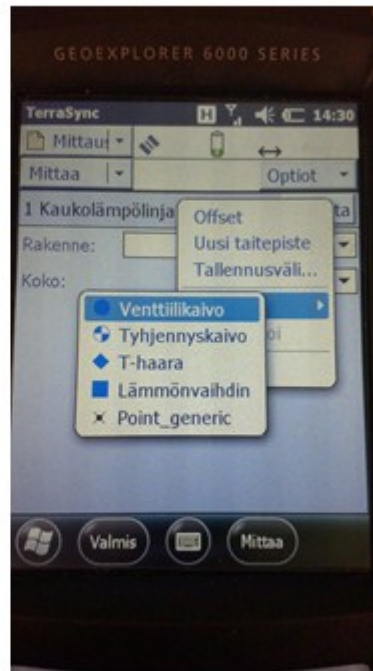 GEOEXPLORER 6000 SERIES
TerraSync H 14:30
Mittaus
Mittaa Optiot
1 Kaukolämpölinja ta
Offset
Rakenne:
Uusi taitepiste
Tallennusväli...
Koko:
Venttiilikaivo
Tyhjennyskaivo
T-haara
Lämmönvaihdin
Point_generic
Valmis Mittaa